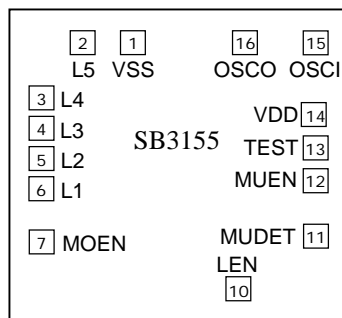 2 1 16 15
L5 VSS OSCO OSCI
3 L4
VDD 14
4 L3
SB3155
TEST 13
5 L2
MUEN 12
6 L1
7 MOEN
MUDET 11
LEN
10